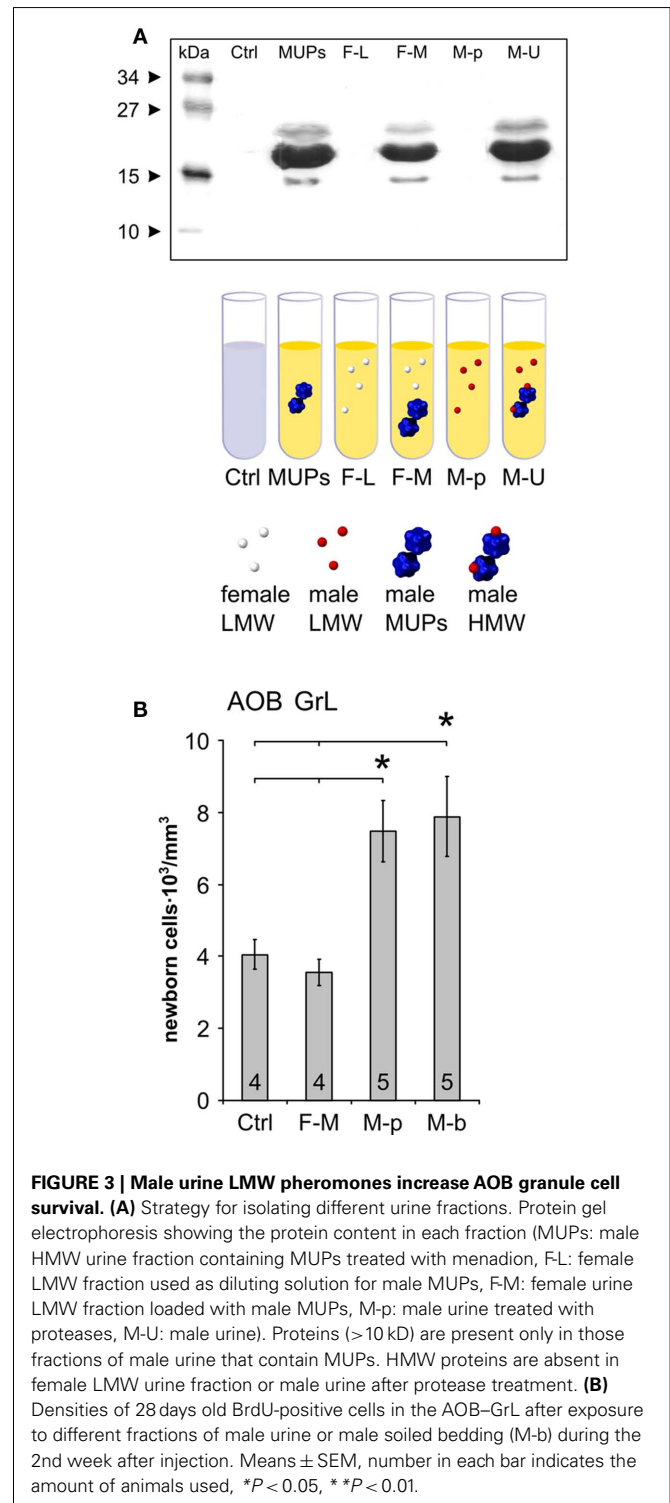 A
kDa Ctrl MUPs F-L F-M M-p M-U
34
27
15
10
Ctrl MUPs F-L F-M M-p M-U
female male male male
LMW LMW MUPs HMW
B AOB GrL
newborn cells·10³/mm³
10
8
6
4
2
0
* *
4 4 5 5
Ctrl F-M M-p M-b
FIGURE 3 | Male urine LMW pheromones increase AOB granule cell
survival. (A) Strategy for isolating different urine fractions. Protein gel
electrophoresis showing the protein content in each fraction (MUPs: male
HMW urine fraction containing MUPs treated with menadion, F-L: female
LMW fraction used as diluting solution for male MUPs, F-M: female urine
LMW fraction loaded with male MUPs, M-p: male urine treated with
proteases, M-U: male urine). Proteins (>10 kD) are present only in those
fractions of male urine that contain MUPs. HMW proteins are absent in
female LMW urine fraction or male urine after protease treatment. (B)
Densities of 28 days old BrdU-positive cells in the AOB–GrL after exposure
to different fractions of male urine or male soiled bedding (M-b) during the
2nd week after injection. Means ± SEM, number in each bar indicates the
amount of animals used, *P < 0.05, **P < 0.01.